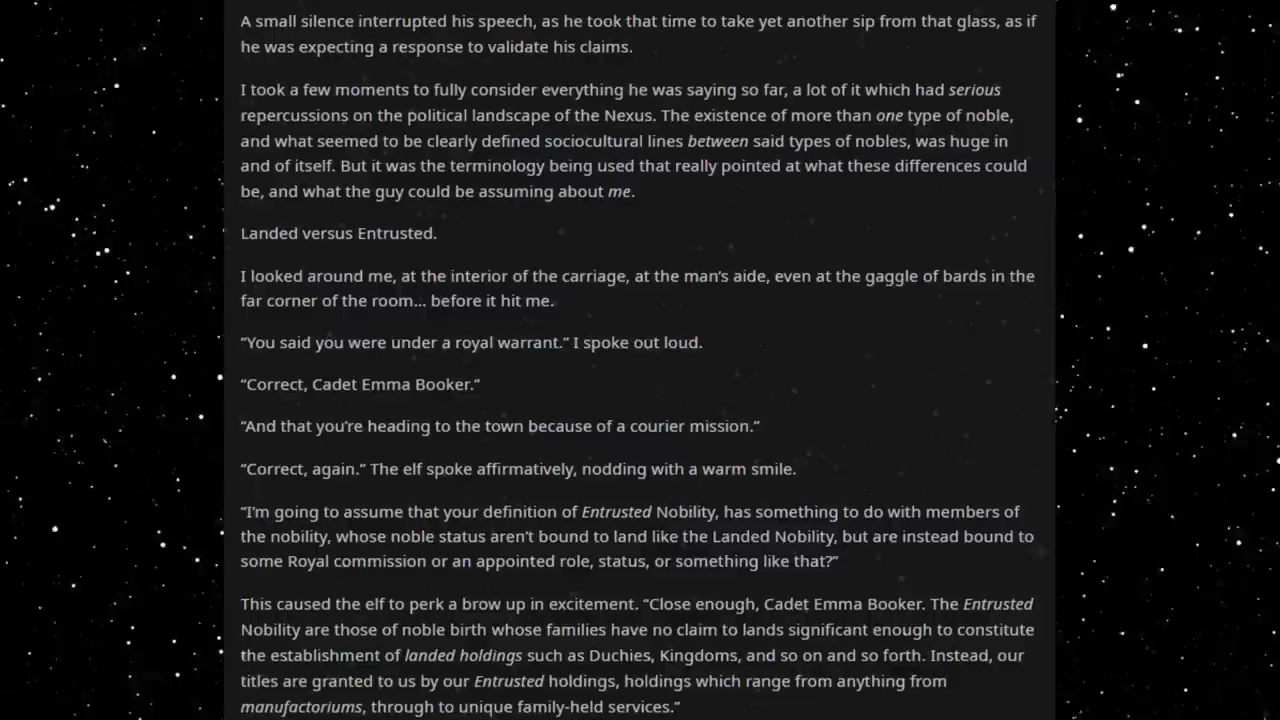 A small silence interrupted his speech, as he took that time to take yet another sip from that glass, as if
he was expecting a response to validate his claims.
I took a few moments to fully consider everything he was saying so far, a lot of it which had serious
repercussions on the political landscape of the Nexus. The existence of more than one type of noble,
and what seemed to be clearly defined sociocultural lines between said types of nobles, was huge in
and of itself. But it was the terminology being used that really pointed at what these differences could
be, and what the guy could be assuming about me.
Landed versus Entrusted.
I looked around me, at the interior of the carriage, at the man’s aide, even at the gaggle of bards in the
far corner of the room… before it hit me.
“You said you were under a royal warrant.” I spoke out loud.
“Correct, Cadet Emma Booker.”
“And that you’re heading to the town because of a courier mission.”
“Correct, again.” The elf spoke affirmatively, nodding with a warm smile.
“I’m going to assume that your definition of Entrusted Nobility, has something to do with members of
the nobility, whose noble status aren’t bound to land like the Landed Nobility, but are instead bound to
some Royal commission or an appointed role, status, or something like that?”
This caused the elf to perk a brow up in excitement. “Close enough, Cadet Emma Booker. The Entrusted
Nobility are those of noble birth whose families have no claim to lands significant enough to constitute
the establishment of landed holdings such as Duchies, Kingdoms, and so on and so forth. Instead, our
titles are granted to us by our Entrusted holdings, holdings which range from anything from
manufactoriums, through to unique family-held services.”